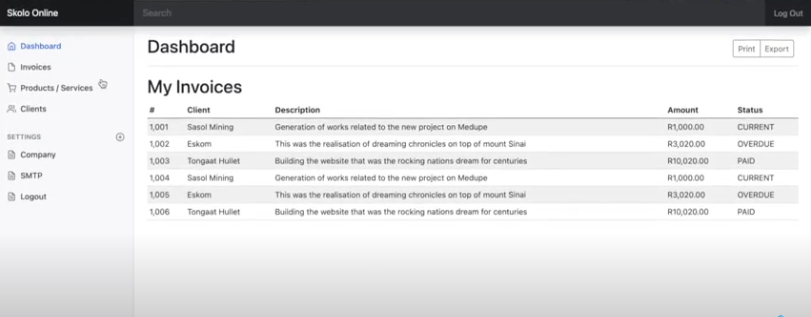 Skolo Online Search Log Out
Dashboard
Invoices
Products / Services
Clients
SETTINGS
Company
SMTP
Logout
Dashboard
Print Export
My Invoices
# Client Description Amount Status
1,001 Sasol Mining Generation of works related to the new project on Medupe R1,000.00 CURRENT
1,002 Eskom This was the realisation of dreaming chronicles on top of mount Sinai R3,020.00 OVERDUE
1,003 Tongaat Hullet Building the website that was the rocking nations dream for centuries R10,020.00 PAID
1,004 Sasol Mining Generation of works related to the new project on Medupe R1,000.00 CURRENT
1,005 Eskom This was the realisation of dreaming chronicles on top of mount Sinai R3,020.00 OVERDUE
1,006 Tongaat Hullet Building the website that was the rocking nations dream for centuries R10,020.00 PAID